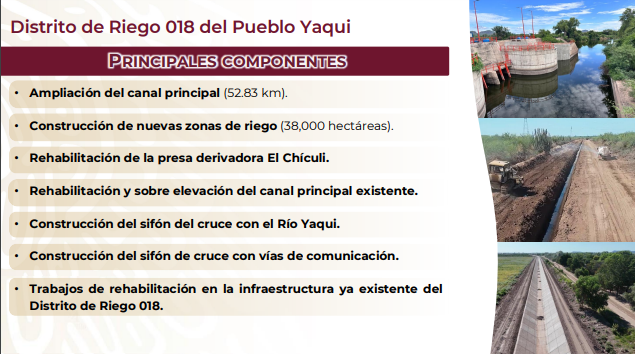 Distrito de Riego 018 del Pueblo Yaqui
PRINCIPALES COMPONENTES
• Ampliación del canal principal (52.83 km).
• Construcción de nuevas zonas de riego (38,000 hectáreas).
• Rehabilitación de la presa derivadora El Chículi.
• Rehabilitación y sobre elevación del canal principal existente.
• Construcción del sifón del cruce con el Río Yaqui.
• Construcción del sifón de cruce con vías de comunicación.
• Trabajos de rehabilitación en la infraestructura ya existente del
Distrito de Riego 018.